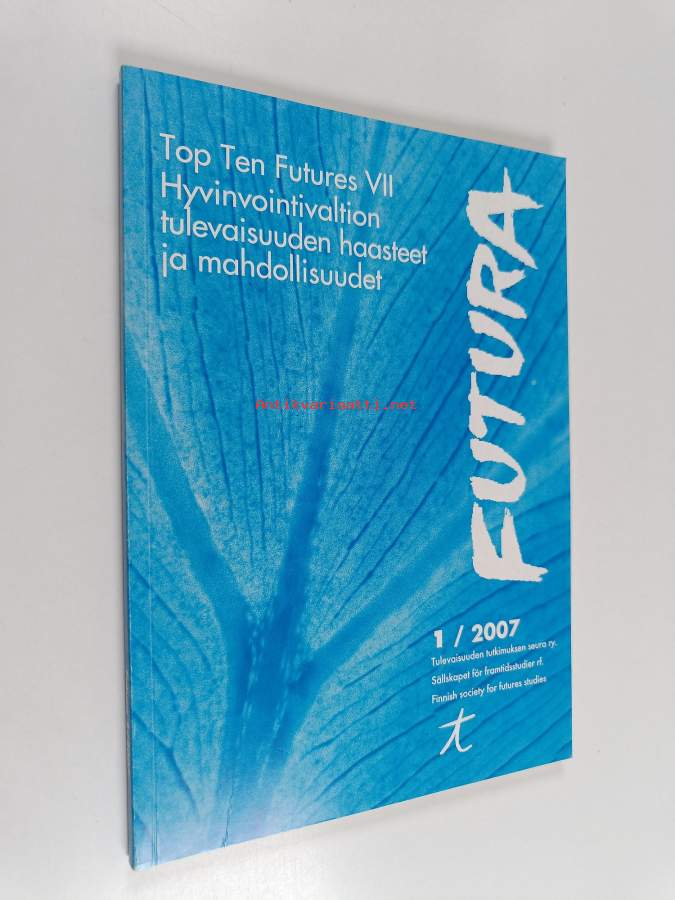 Top Ten Futures VII
Hyvinvointivaltion
tulevaisuuden haasteet
ja mahdollisuudet
Antikvariaatti.net
FUTURA
1 / 2007
Tulevaisuuden tutkimuksen seura ry.
Sällskapet för framtidsstudier rf.
Finnish society for futures studies
t